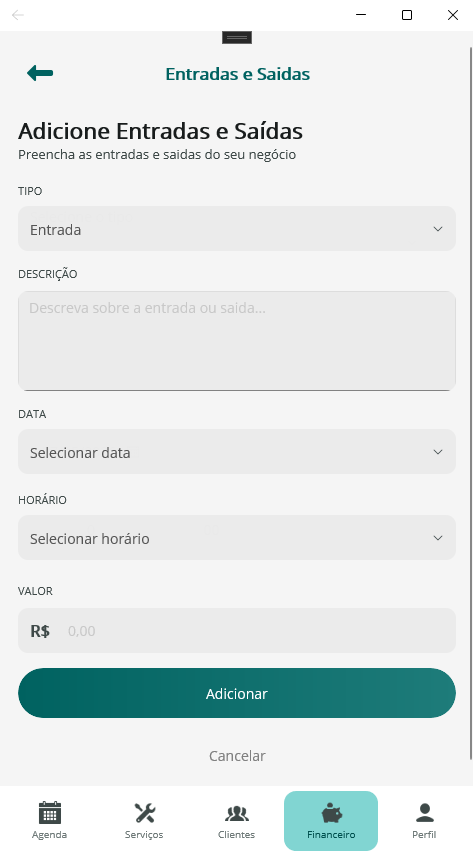 Entradas e Saidas
Adicione Entradas e Saídas
Preencha as entradas e saidas do seu negócio
TIPO
Entrada
DESCRIÇÃO
Descreva sobre a entrada ou saida...
DATA
Selecionar data
HORÁRIO
Selecionar horário
VALOR
R$ 0,00
Adicionar
Cancelar
Agenda Serviços Clientes Financeiro Perfil